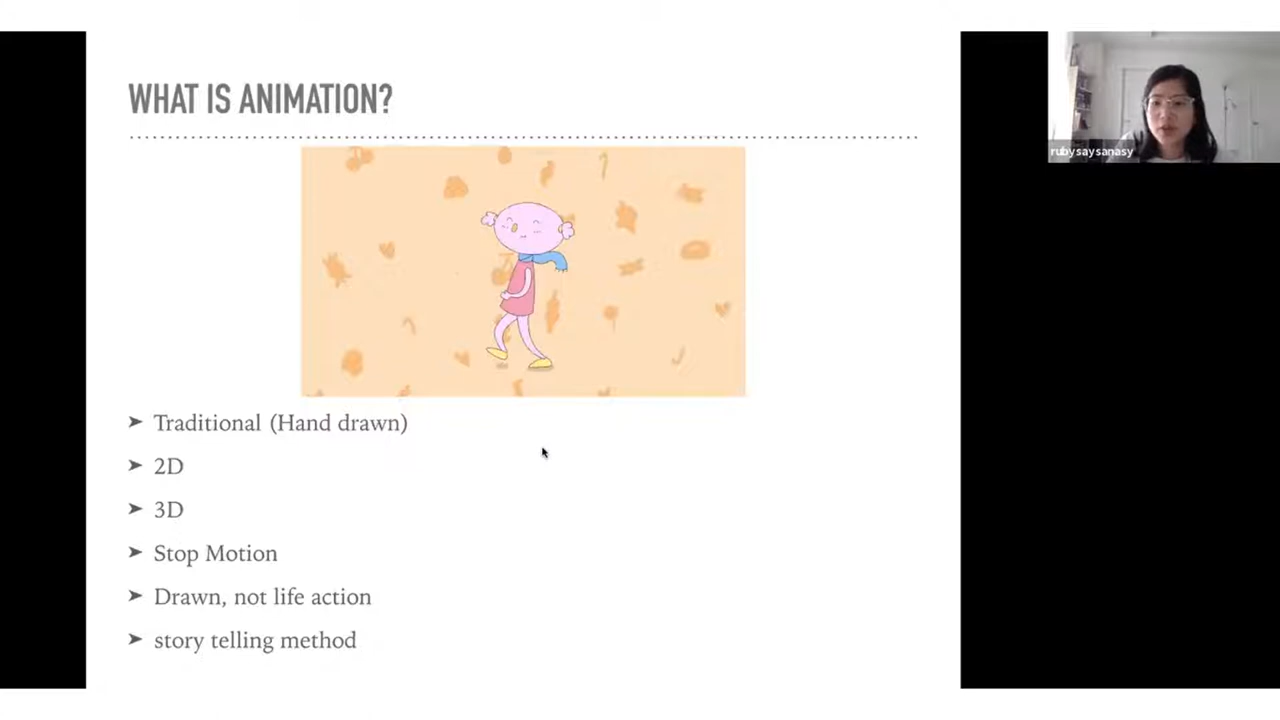 WHAT IS ANIMATION?
rubysaysanasy
➤ Traditional (Hand drawn)
➤ 2D
➤ 3D
➤ Stop Motion
➤ Drawn, not life action
➤ story telling method